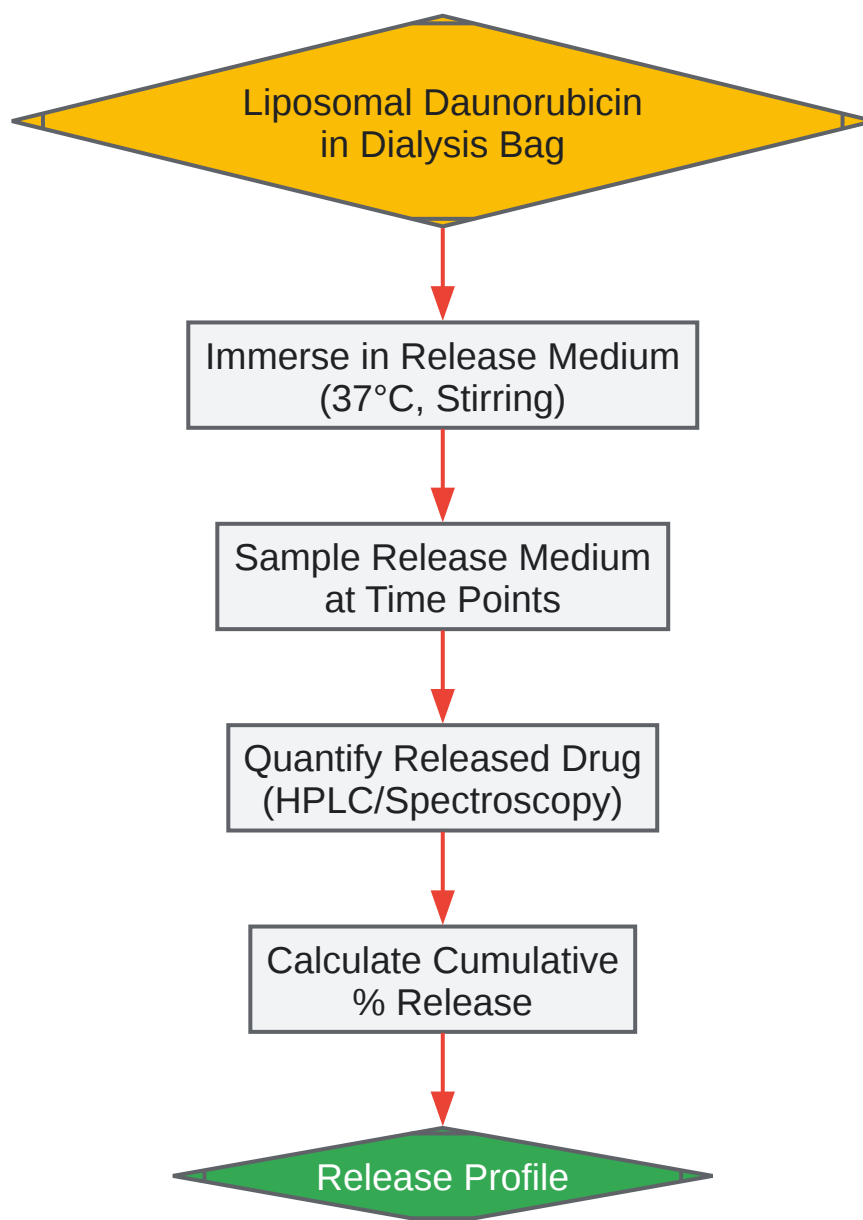 Liposomal Daunorubicin
in Dialysis Bag
Immerse in Release Medium
(37°C, Stirring)
Sample Release Medium
at Time Points
Quantify Released Drug
(HPLC/Spectroscopy)
Calculate Cumulative
% Release
Release Profile